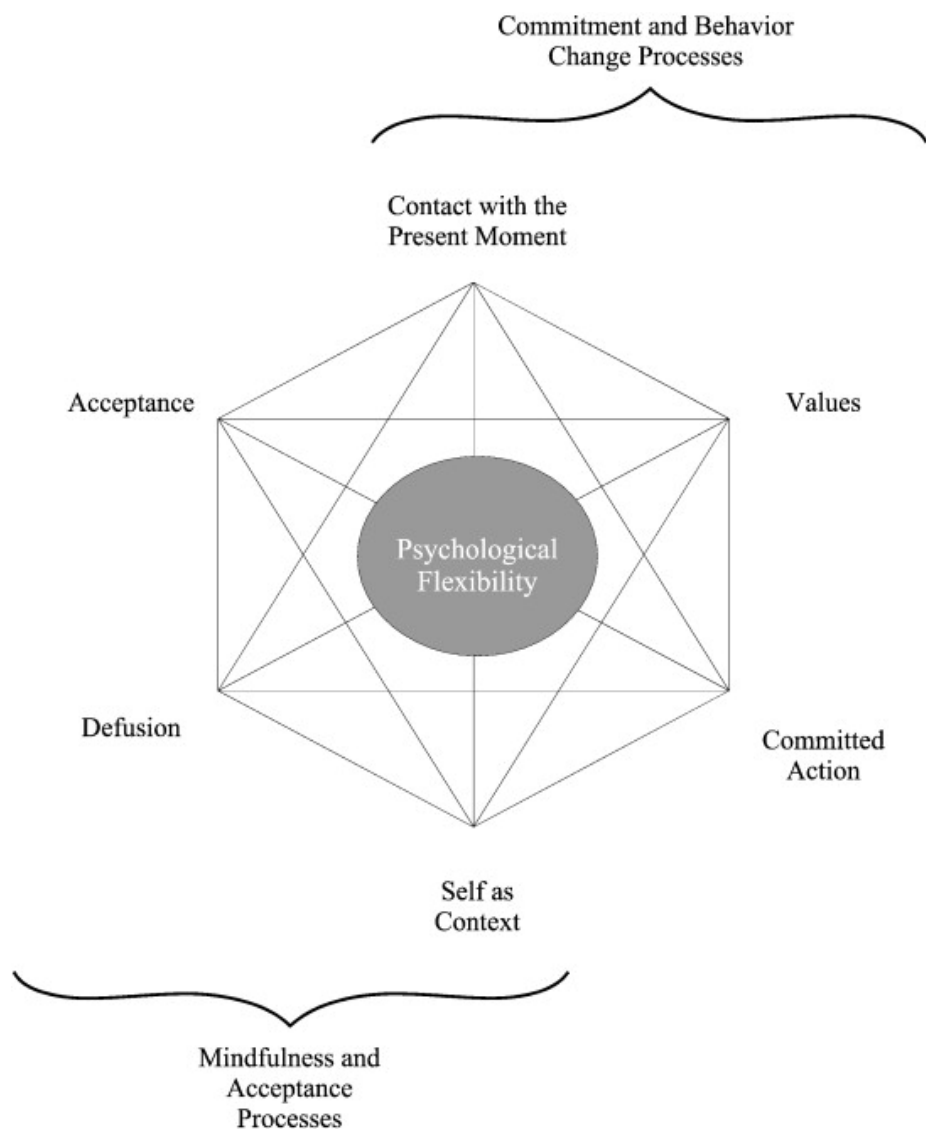 Commitment and Behavior
Change Processes
Contact with the
Present Moment
Acceptance
Values
Psychological
Flexibility
Defusion
Committed
Action
Self as
Context
Mindfulness and
Acceptance
Processes